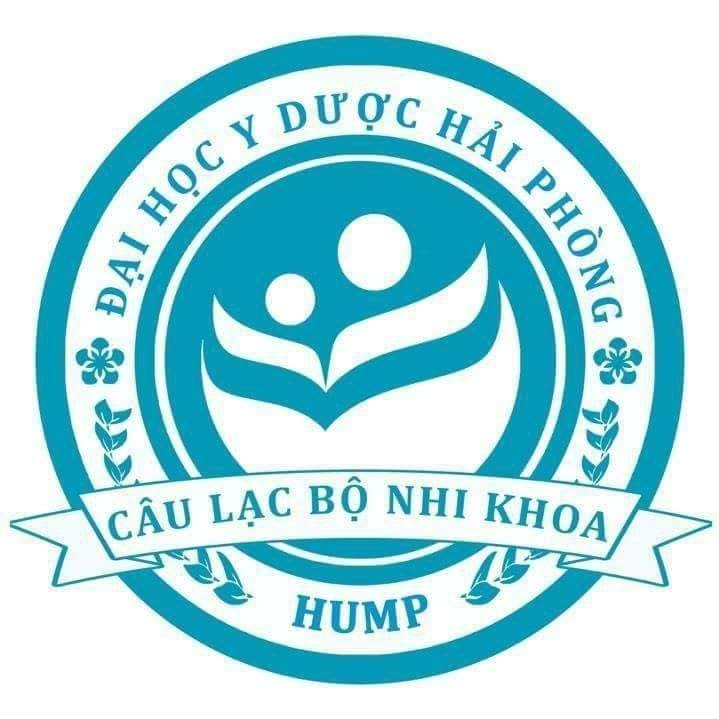 ĐẠI HỌC Y DƯỢC HẢI PHÒNG
CÂU LẠC BỘ NHI KHOA
HUMP